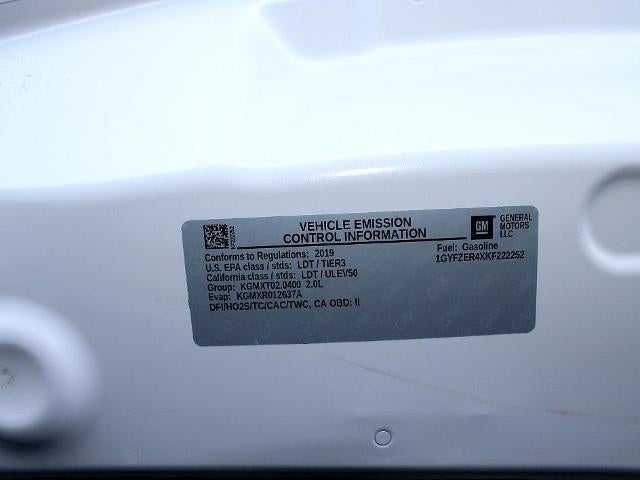 VEHICLE EMISSION
CONTROL INFORMATION
GM
GENERAL
MOTORS
LLC
Conforms to Regulations: 2019
Fuel: Gasoline
U.S. EPA class / stds: LDT / TIER3
1GYFZER4XKF222252
California class / stds: LDT / ULEV50
Group: KGMXT02.0400 2.0L
Evap: KGMXR012637A
DFI/HO2S/TC/CAC/TWC, CA OBD: II